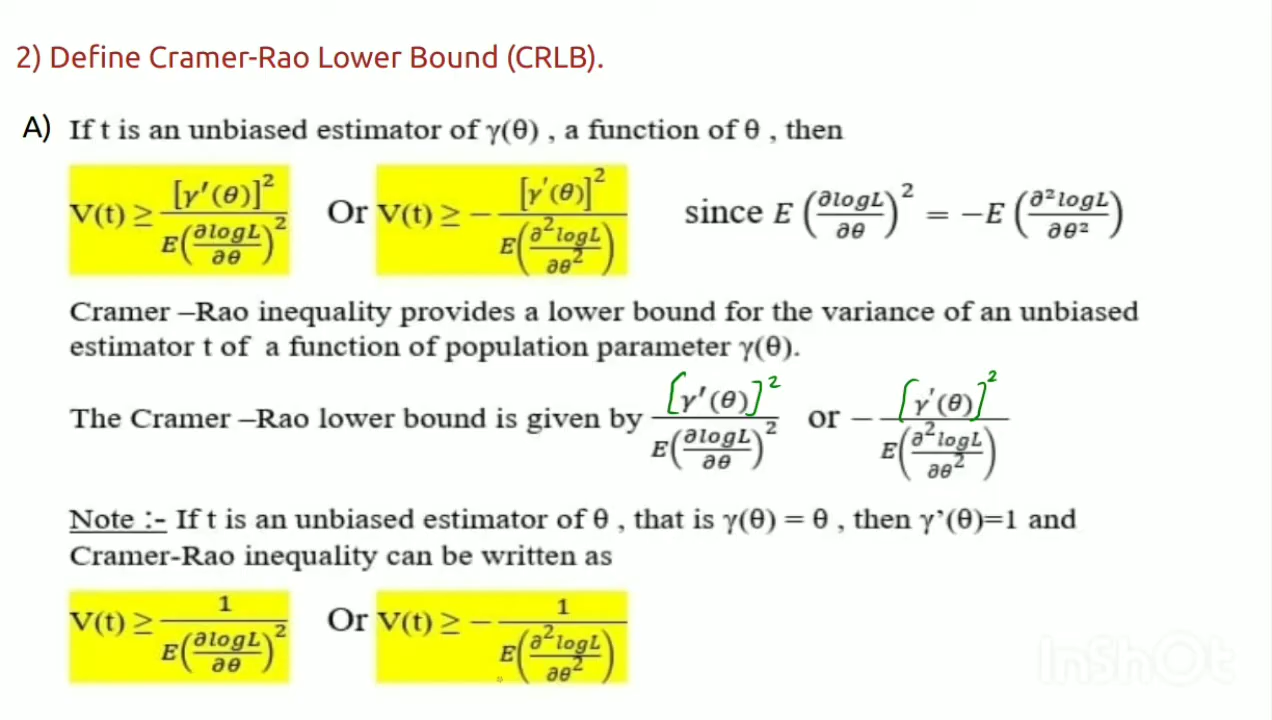 2) Define Cramer-Rao Lower Bound (CRLB).
A) If t is an unbiased estimator of γ(θ) , a function of θ , then
V(t) ≥ [γ′(θ)]² / E(∂logL/∂θ)² Or V(t) ≥ − [γ′(θ)]² / E(∂²logL/∂θ²) since E (∂logL/∂θ)² = −E (∂²logL/∂θ²)
Cramer –Rao inequality provides a lower bound for the variance of an unbiased
estimator t of a function of population parameter γ(θ).
The Cramer –Rao lower bound is given by [γ′(θ)]² / E(∂logL/∂θ)² or − [γ′(θ)]² / E(∂²logL/∂θ²)
Note :- If t is an unbiased estimator of θ , that is γ(θ) = θ , then γ’(θ)=1 and
Cramer-Rao inequality can be written as
V(t) ≥ 1 / E(∂logL/∂θ)² Or V(t) ≥ − 1 / E(∂²logL/∂θ²)
InShOt